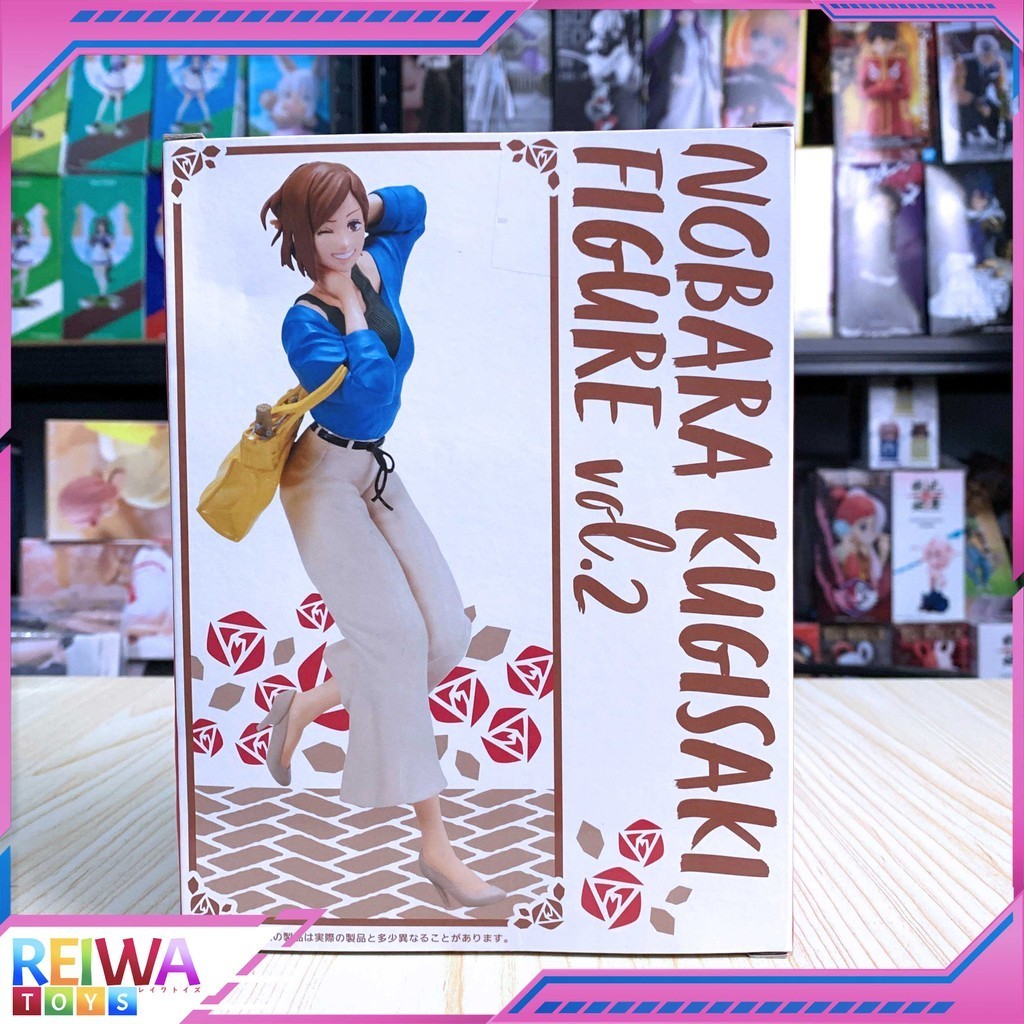 NOBARA KUGISAKI
FIGURE vol.2
の製品は実際の製品と多少異なることがあります。
REIWA
TOYS
レイワトイズ